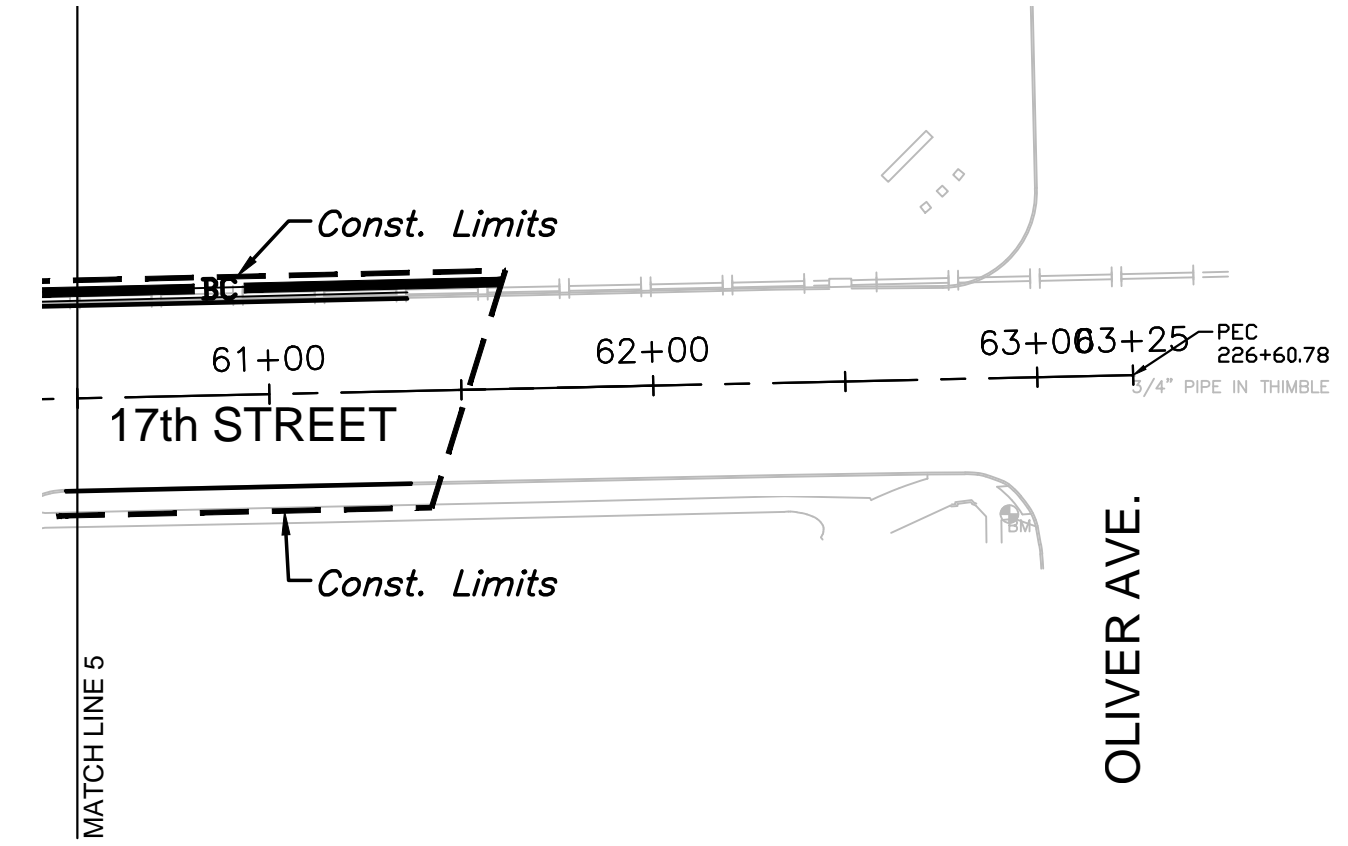 Const. Limits
BC
61+00
62+00
63+00
63+25
PEC
226+60.78
3/4" PIPE IN THIMBLE
17th STREET
BM
Const. Limits
OLIVER AVE.
MATCH LINE 5